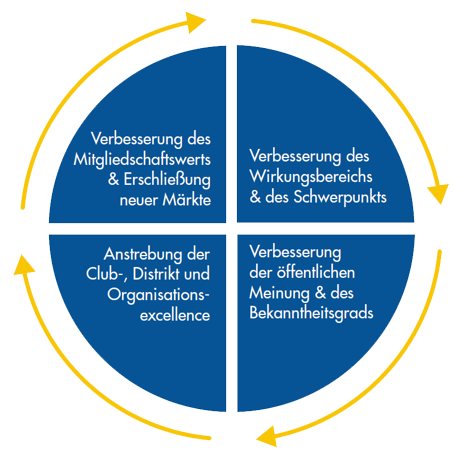 Verbesserung des
Mitgliedschaftswerts
& Erschließung
neuer Märkte
Verbesserung des
Wirkungsbereichs
& des Schwerpunkts
Anstrebung der
Club-, Distrikt und
Organisations-
excellence
Verbesserung
der öffentlichen
Meinung & des
Bekanntheitsgrads